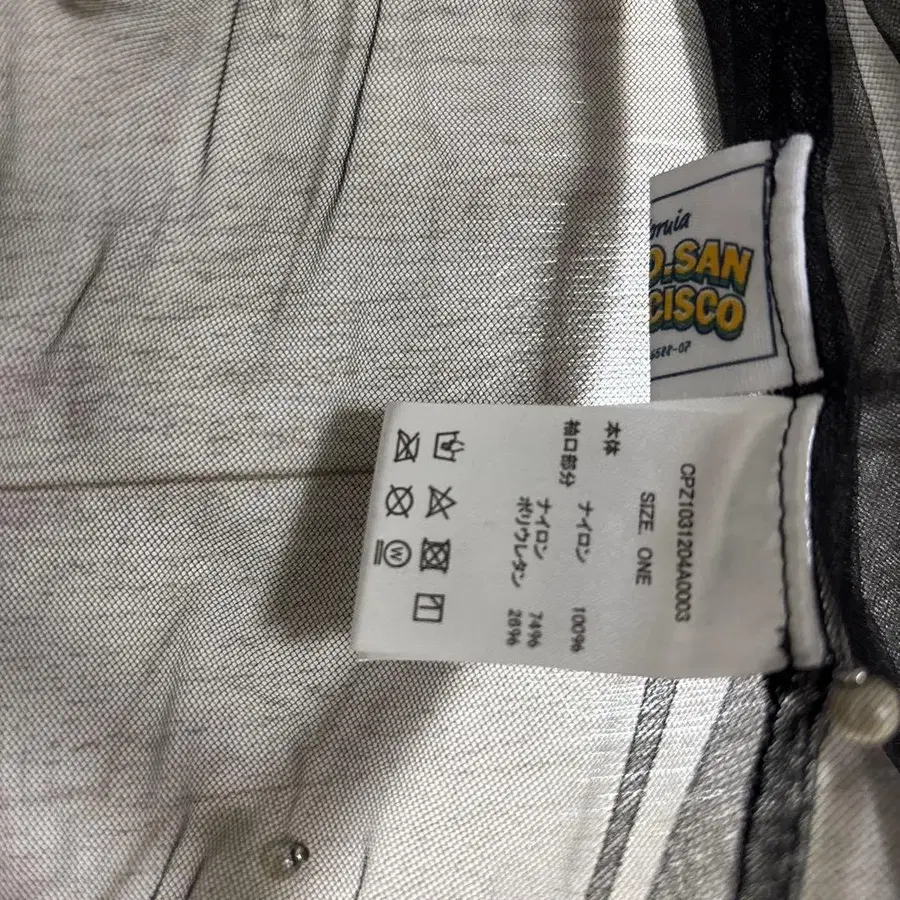 O.SAN
CISCO
CPZ1031204A0003
SIZE. ONE
本体 ナイロン 100%
袖口部分 ナイロン 74%
ポリウレタン 26%
W